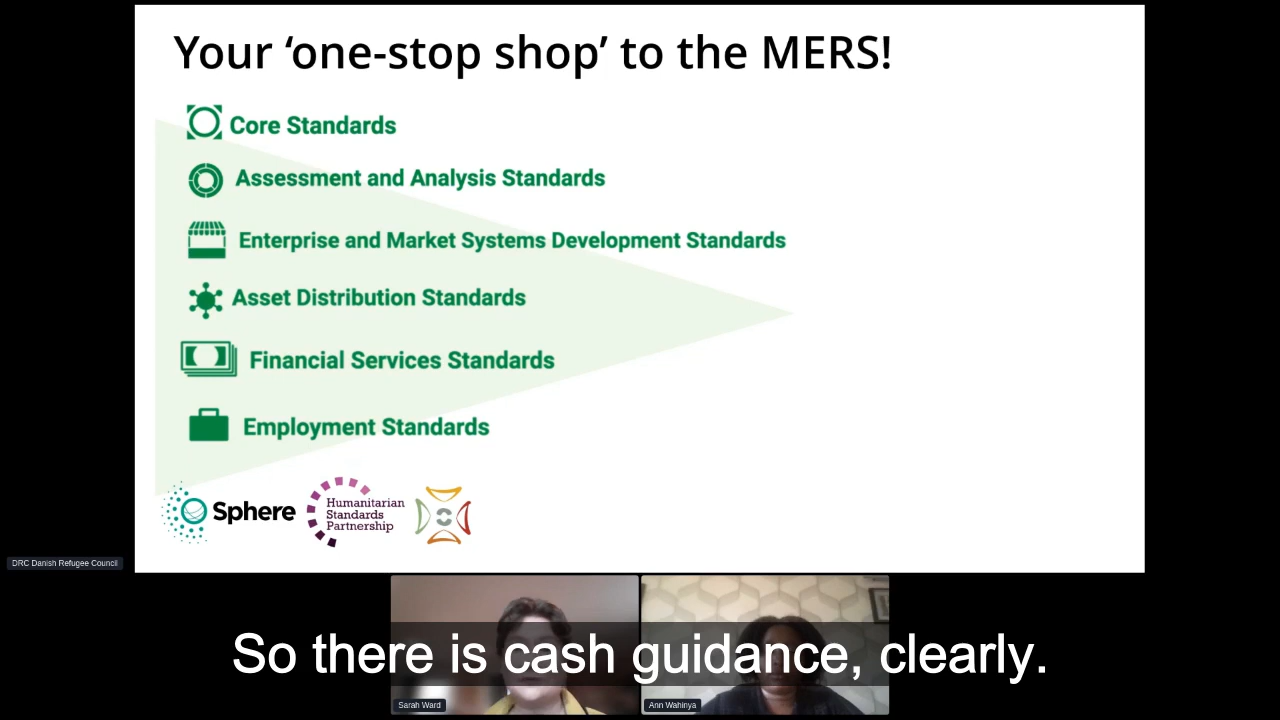 Your ‘one-stop shop’ to the MERS!
Core Standards
Assessment and Analysis Standards
Enterprise and Market Systems Development Standards
Asset Distribution Standards
Financial Services Standards
Employment Standards
Sphere
Humanitarian
Standards
Partnership
DRC Danish Refugee Council
So there is cash guidance, clearly.
Sarah Ward
Ann Wahinya